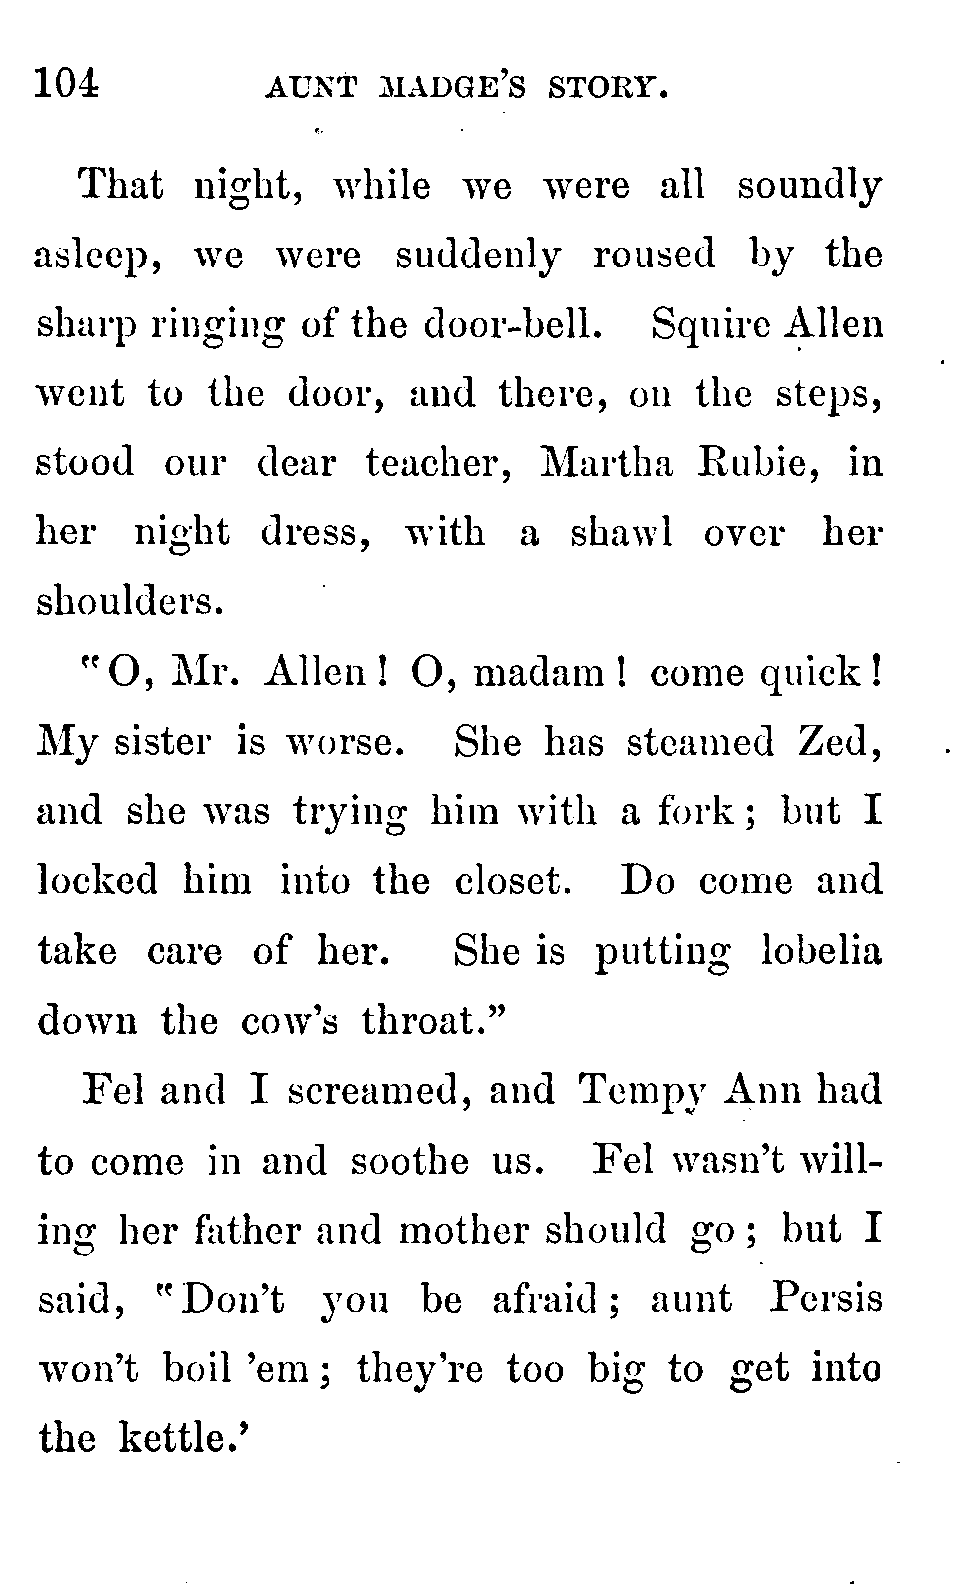 104 AUNT MADGE'S STORY.
That night, while we were all soundly
asleep, we were suddenly roused by the
sharp ringing of the door-bell. Squire Allen
went to the door, and there, on the steps,
stood our dear teacher, Martha Rubie, in
her night dress, with a shawl over her
shoulders.
"O, Mr. Allen! O, madam! come quick!
My sister is worse. She has steamed Zed,
and she was trying him with a fork; but I
locked him into the closet. Do come and
take care of her. She is putting lobelia
down the cow's throat."
Fel and I screamed, and Tempy Ann had
to come in and soothe us. Fel wasn't will-
ing her father and mother should go; but I
said, "Don't you be afraid; aunt Persis
won't boil 'em; they're too big to get into
the kettle.'